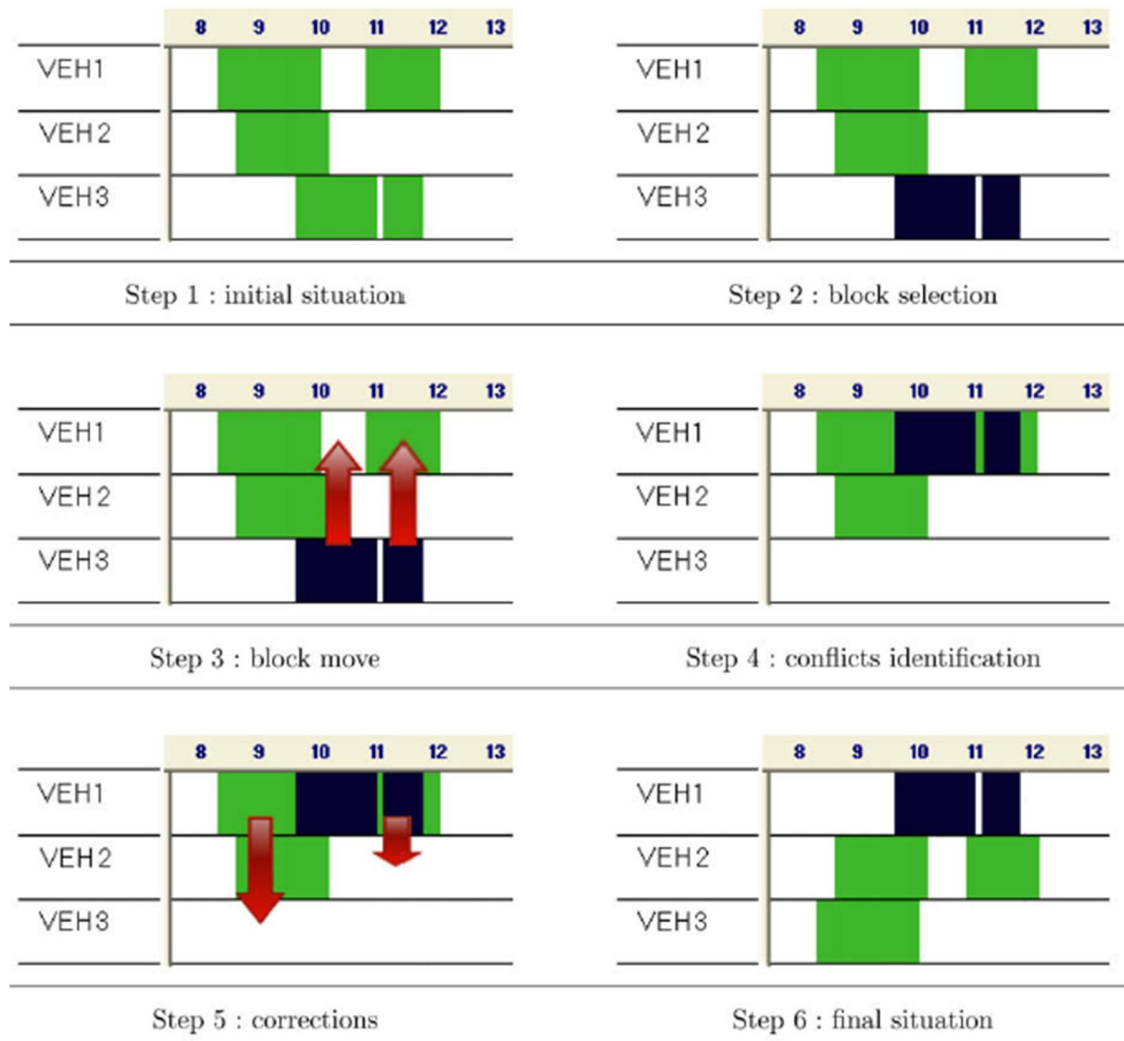 8 9 10 11 12 13
VEH1
VEH2
VEH3
Step 1 : initial situation
8 9 10 11 12 13
VEH1
VEH2
VEH3
Step 2 : block selection
8 9 10 11 12 13
VEH1
VEH2
VEH3
Step 3 : block move
8 9 10 11 12 13
VEH1
VEH2
VEH3
Step 4 : conflicts identification
8 9 10 11 12 13
VEH1
VEH2
VEH3
Step 5 : corrections
8 9 10 11 12 13
VEH1
VEH2
VEH3
Step 6 : final situation